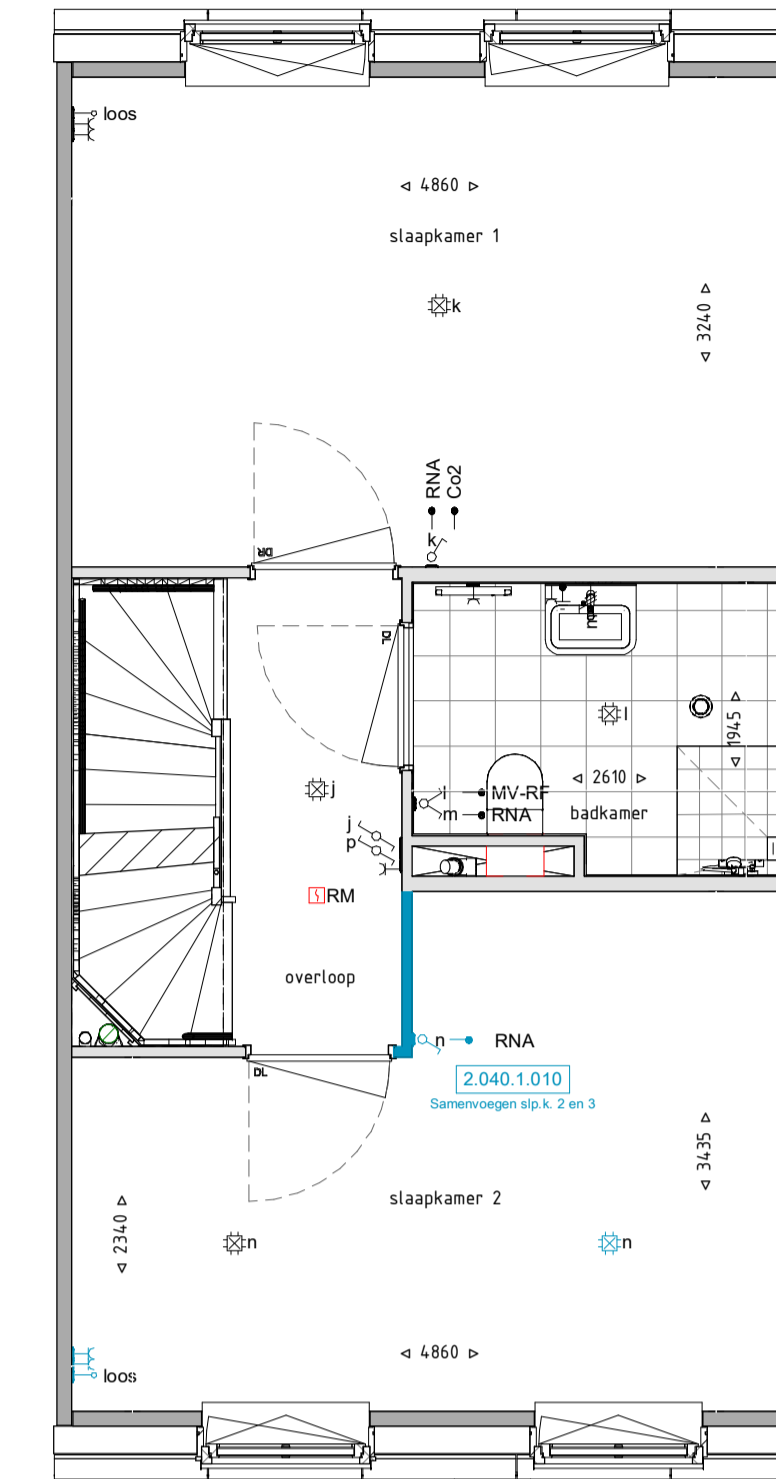 loos
◁ 4860 ▷
slaapkamer 1
k
◁ 3240 ▷
RNA
Co2
k
DR
DL
m
l
◁ 1945 ▷
◁ 2610 ▷
badkamer
l MV-RF
m RNA
j
j
p
RM
overloop
n RNA
2.040.1.010
Samenvoegen slp.k. 2 en 3
DL
◁ 3435 ▷
slaapkamer 2
◁ 2340 ▷
n
n
◁ 4860 ▷
loos